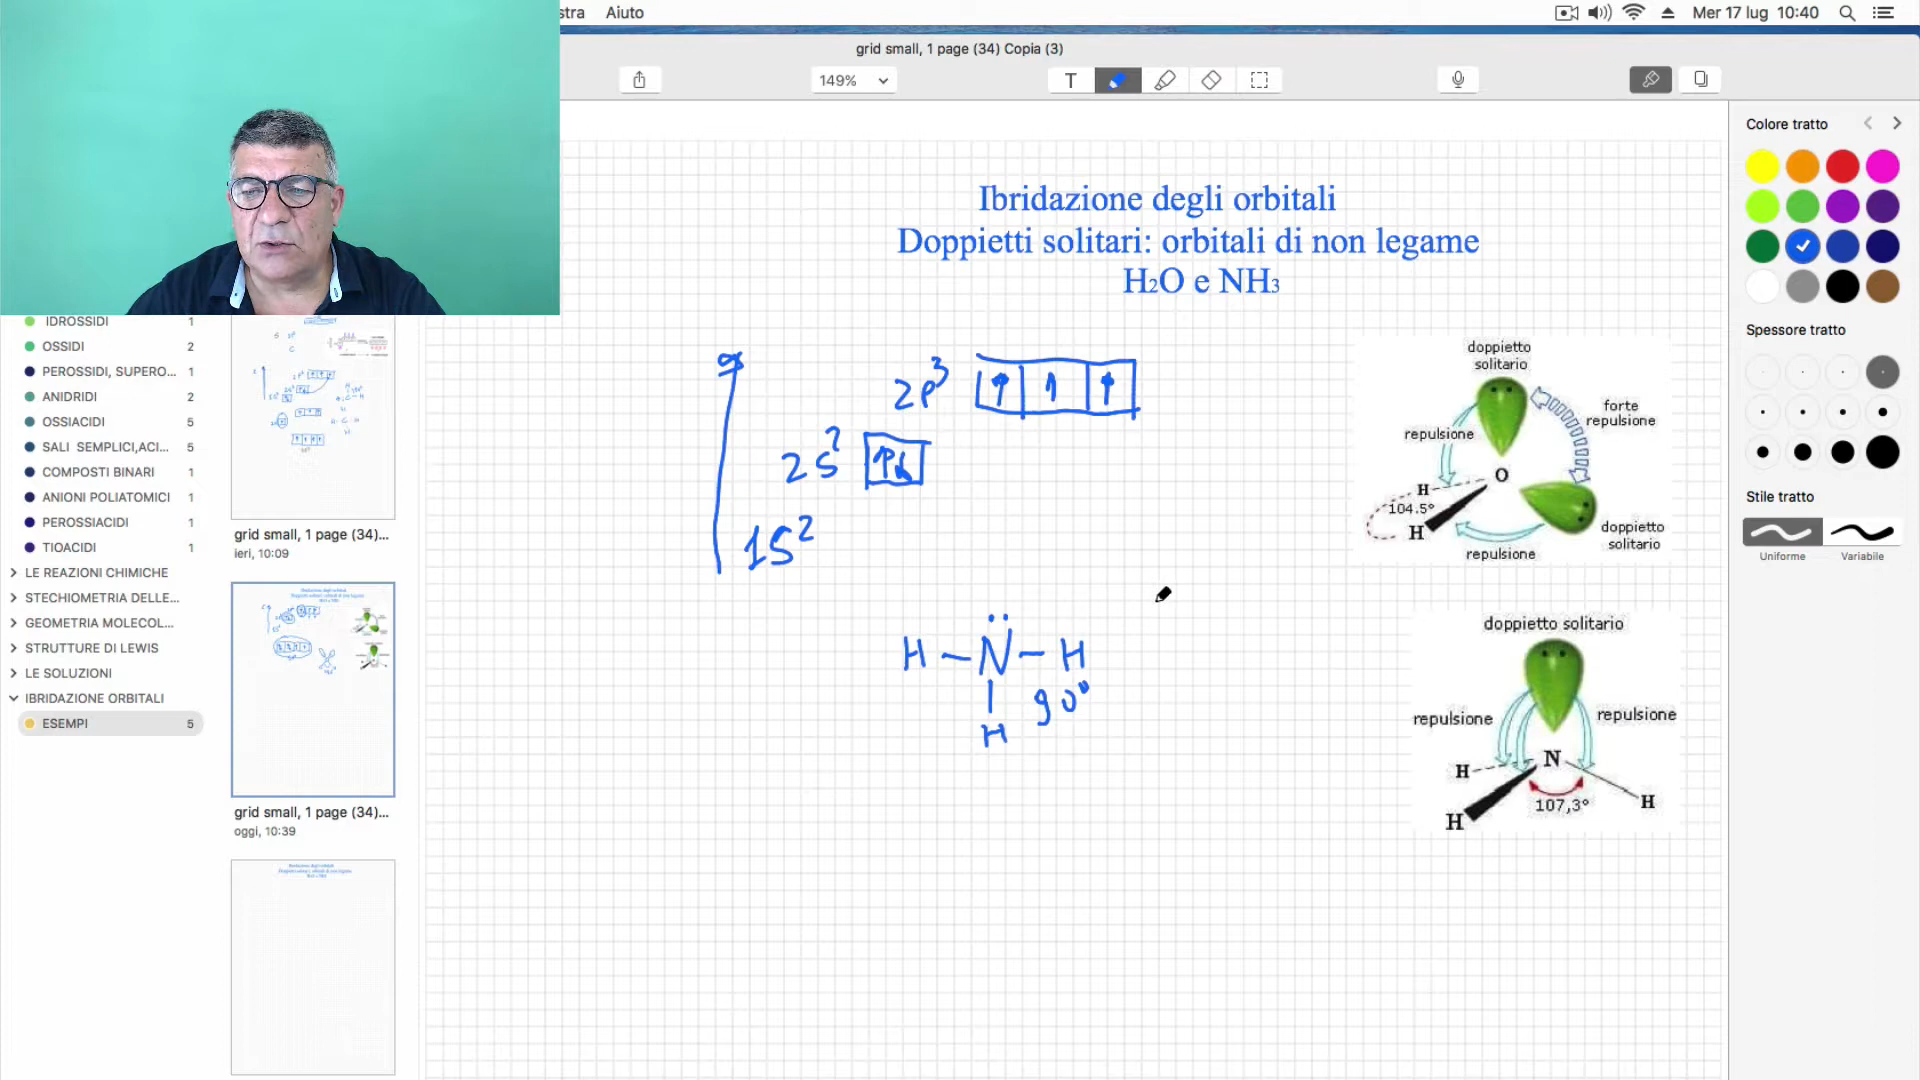 stra Aiuto
Mer 17 lug 10:40
grid small, 1 page (34) Copia (3)
149%
T
IDROSSIDI 1
OSSIDI 2
PEROSSIDI, SUPERO... 1
ANIDRIDI 2
OSSIACIDI 5
SALI SEMPLICI,ACI... 5
COMPOSTI BINARI 1
ANIONI POLIATOMICI 1
PEROSSIACIDI 1
TIOACIDI 1
LE REAZIONI CHIMICHE
STECHIOMETRIA DELLE...
GEOMETRIA MOLECOL...
STRUTTURE DI LEWIS
LE SOLUZIONI
IBRIDAZIONE ORBITALI
ESEMPI 5
grid small, 1 page (34)...
ieri, 10:09
grid small, 1 page (34)...
oggi, 10:39
Ibridazione degli orbitali
Doppietti solitari: orbitali di non legame
H₂O e NH₃
2p³ ↑ ↑ ↑
2s² ↑↓
1s²
H – N̈ – H
90°
H
doppietto
solitario
forte
repulsione
repulsione
O
H
104.5°
H
doppietto
solitario
repulsione
doppietto solitario
repulsione
repulsione
N
H
H
107,3°
H
Colore tratto
Spessore tratto
Stile tratto
Uniforme Variabile